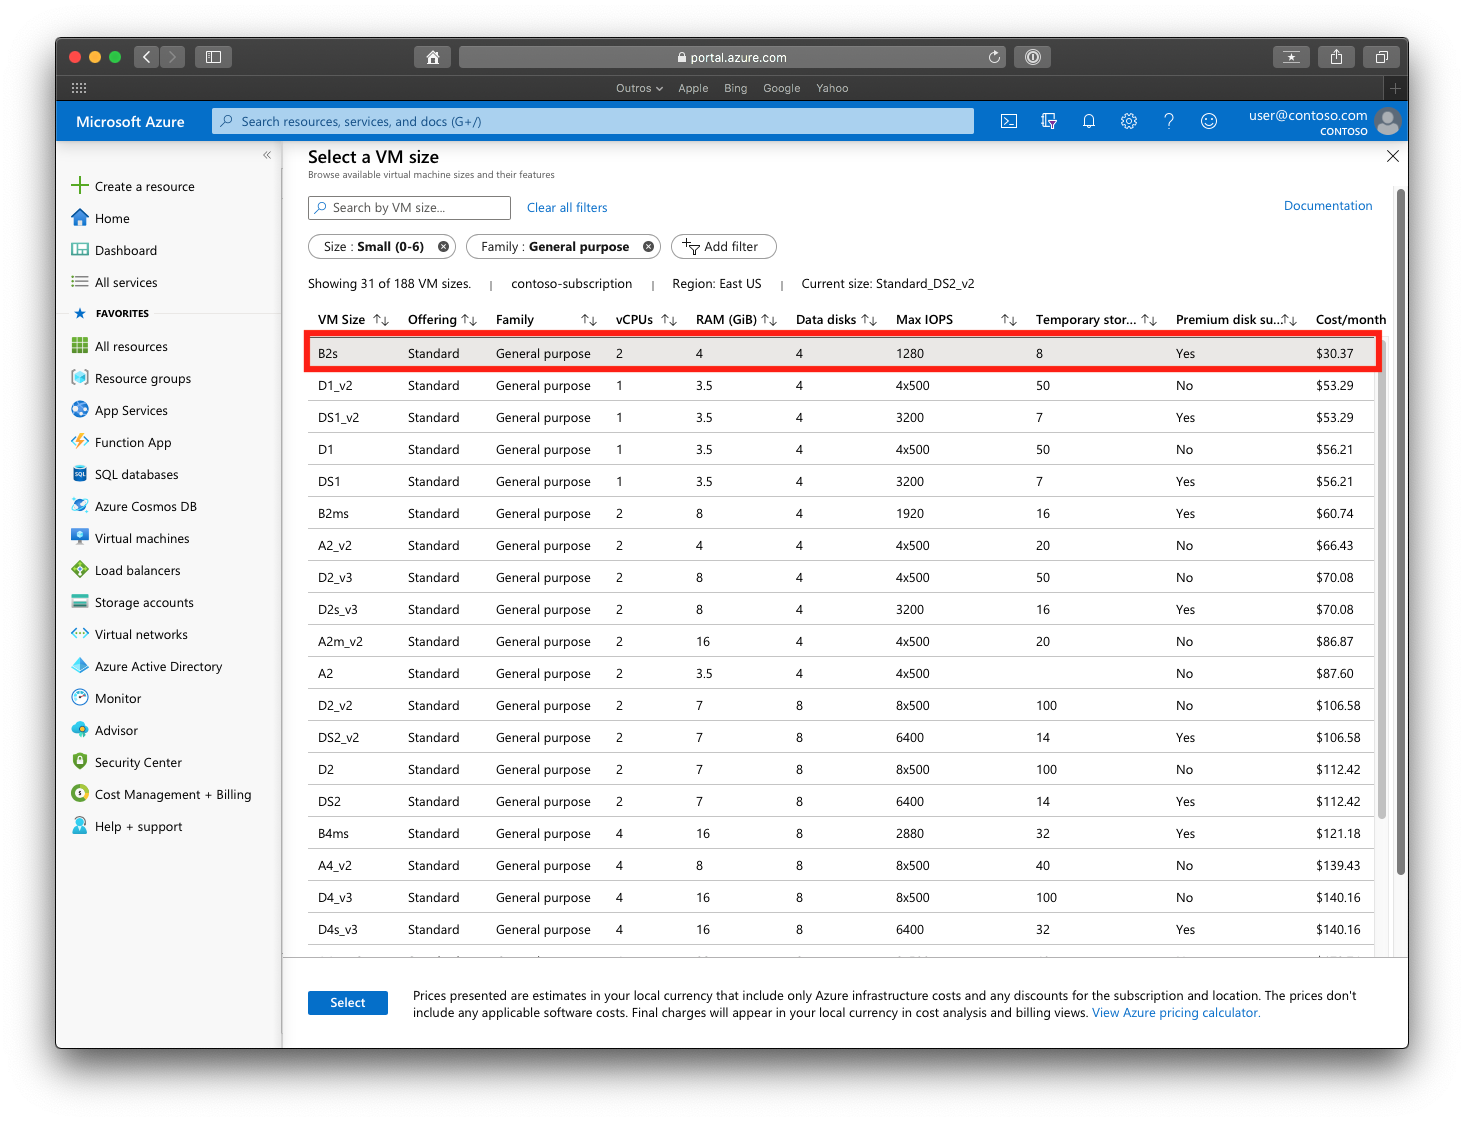 portal.azure.com
Outros Apple Bing Google Yahoo
Microsoft Azure Search resources, services, and docs (G+/) user@contoso.com
CONTOSO
Select a VM size
Browse available virtual machine sizes and their features
Create a resource
Home
Dashboard
All services
FAVORITES
All resources
Resource groups
App Services
Function App
SQL databases
Azure Cosmos DB
Virtual machines
Load balancers
Storage accounts
Virtual networks
Azure Active Directory
Monitor
Advisor
Security Center
Cost Management + Billing
Help + support
Search by VM size... Clear all filters Documentation
Size : Small (0-6) Family : General purpose Add filter
Showing 31 of 188 VM sizes. | contoso-subscription | Region: East US | Current size: Standard_DS2_v2
VM Size Offering Family vCPUs RAM (GiB) Data disks Max IOPS Temporary stor... Premium disk su... Cost/month
B2s Standard General purpose 2 4 4 1280 8 Yes $30.37
D1_v2 Standard General purpose 1 3.5 4 4x500 50 No $53.29
DS1_v2 Standard General purpose 1 3.5 4 3200 7 Yes $53.29
D1 Standard General purpose 1 3.5 4 4x500 50 No $56.21
DS1 Standard General purpose 1 3.5 4 3200 7 Yes $56.21
B2ms Standard General purpose 2 8 4 1920 16 Yes $60.74
A2_v2 Standard General purpose 2 4 4 4x500 20 No $66.43
D2_v3 Standard General purpose 2 8 4 4x500 50 No $70.08
D2s_v3 Standard General purpose 2 8 4 3200 16 Yes $70.08
A2m_v2 Standard General purpose 2 16 4 4x500 20 No $86.87
A2 Standard General purpose 2 3.5 4 4x500 No $87.60
D2_v2 Standard General purpose 2 7 8 8x500 100 No $106.58
DS2_v2 Standard General purpose 2 7 8 6400 14 Yes $106.58
D2 Standard General purpose 2 7 8 8x500 100 No $112.42
DS2 Standard General purpose 2 7 8 6400 14 Yes $112.42
B4ms Standard General purpose 4 16 8 2880 32 Yes $121.18
A4_v2 Standard General purpose 4 8 8 8x500 40 No $139.43
D4_v3 Standard General purpose 4 16 8 8x500 100 No $140.16
D4s_v3 Standard General purpose 4 16 8 6400 32 Yes $140.16
Select
Prices presented are estimates in your local currency that include only Azure infrastructure costs and any discounts for the subscription and location. The prices don't
include any applicable software costs. Final charges will appear in your local currency in cost analysis and billing views. View Azure pricing calculator.